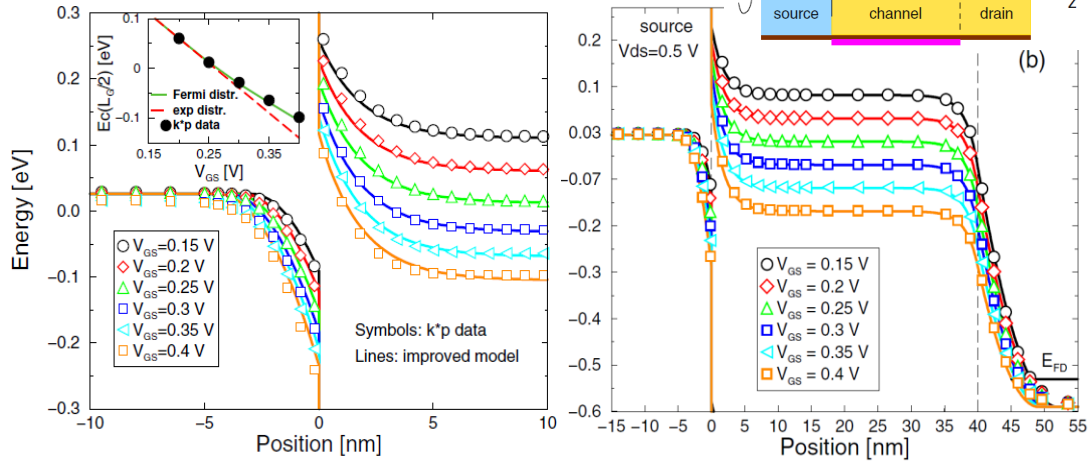 Energy [eV]
0.3
0.2
0.1
0.0
−0.1
−0.2
−0.3
−10
−5
0
5
10
Position [nm]
Ec(L_G/2) [eV]
0.1
0
−0.1
0.15
0.25
0.35
V_GS [V]
Fermi distr.
exp distr.
k*p data
V_GS=0.15 V
V_GS=0.2 V
V_GS=0.25 V
V_GS=0.3 V
V_GS=0.35 V
V_GS=0.4 V
Symbols: k*p data
Lines: improved model
source
channel
drain
z
source
Vds=0.5 V
(b)
0.2
0.1
0.03
−0.07
−0.2
−0.3
−0.4
−0.5
−0.6
V_GS = 0.15 V
V_GS = 0.2 V
V_GS = 0.25 V
V_GS = 0.3 V
V_GS = 0.35 V
V_GS = 0.4 V
E_FD
−15
−10
−5
0
5
10
15
20
25
30
35
40
45
50
55
Position [nm]